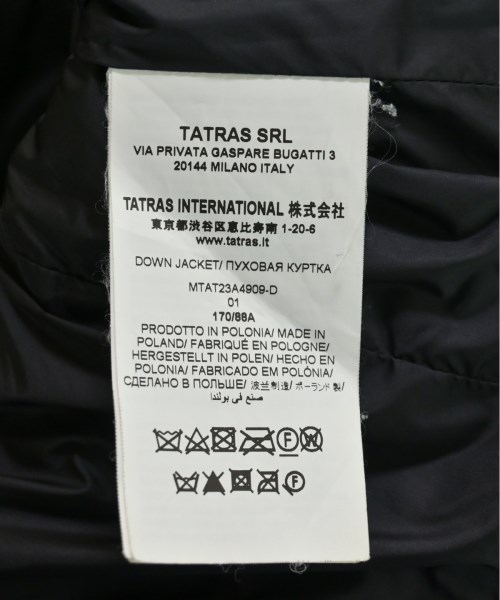 TATRAS SRL
VIA PRIVATA GASPARE BUGATTI 3
20144 MILANO ITALY
TATRAS INTERNATIONAL 株式会社
東京都渋谷区恵比寿南 1-20-6
www.tatras.it
DOWN JACKET/ ПУХОВАЯ КУРТКА
MTAT23A4909-D
01
170/88A
PRODOTTO IN POLONIA/ MADE IN
POLAND/ FABRIQUÉ EN POLOGNE/
HERGESTELLT IN POLEN/ HECHO EN
POLONIA/ FABRICADO EM POLÓNIA/
СДЕЛАНО В ПОЛЬШЕ/ 波兰制造/ ポーランド製/
صنع في بولندا
F W
F